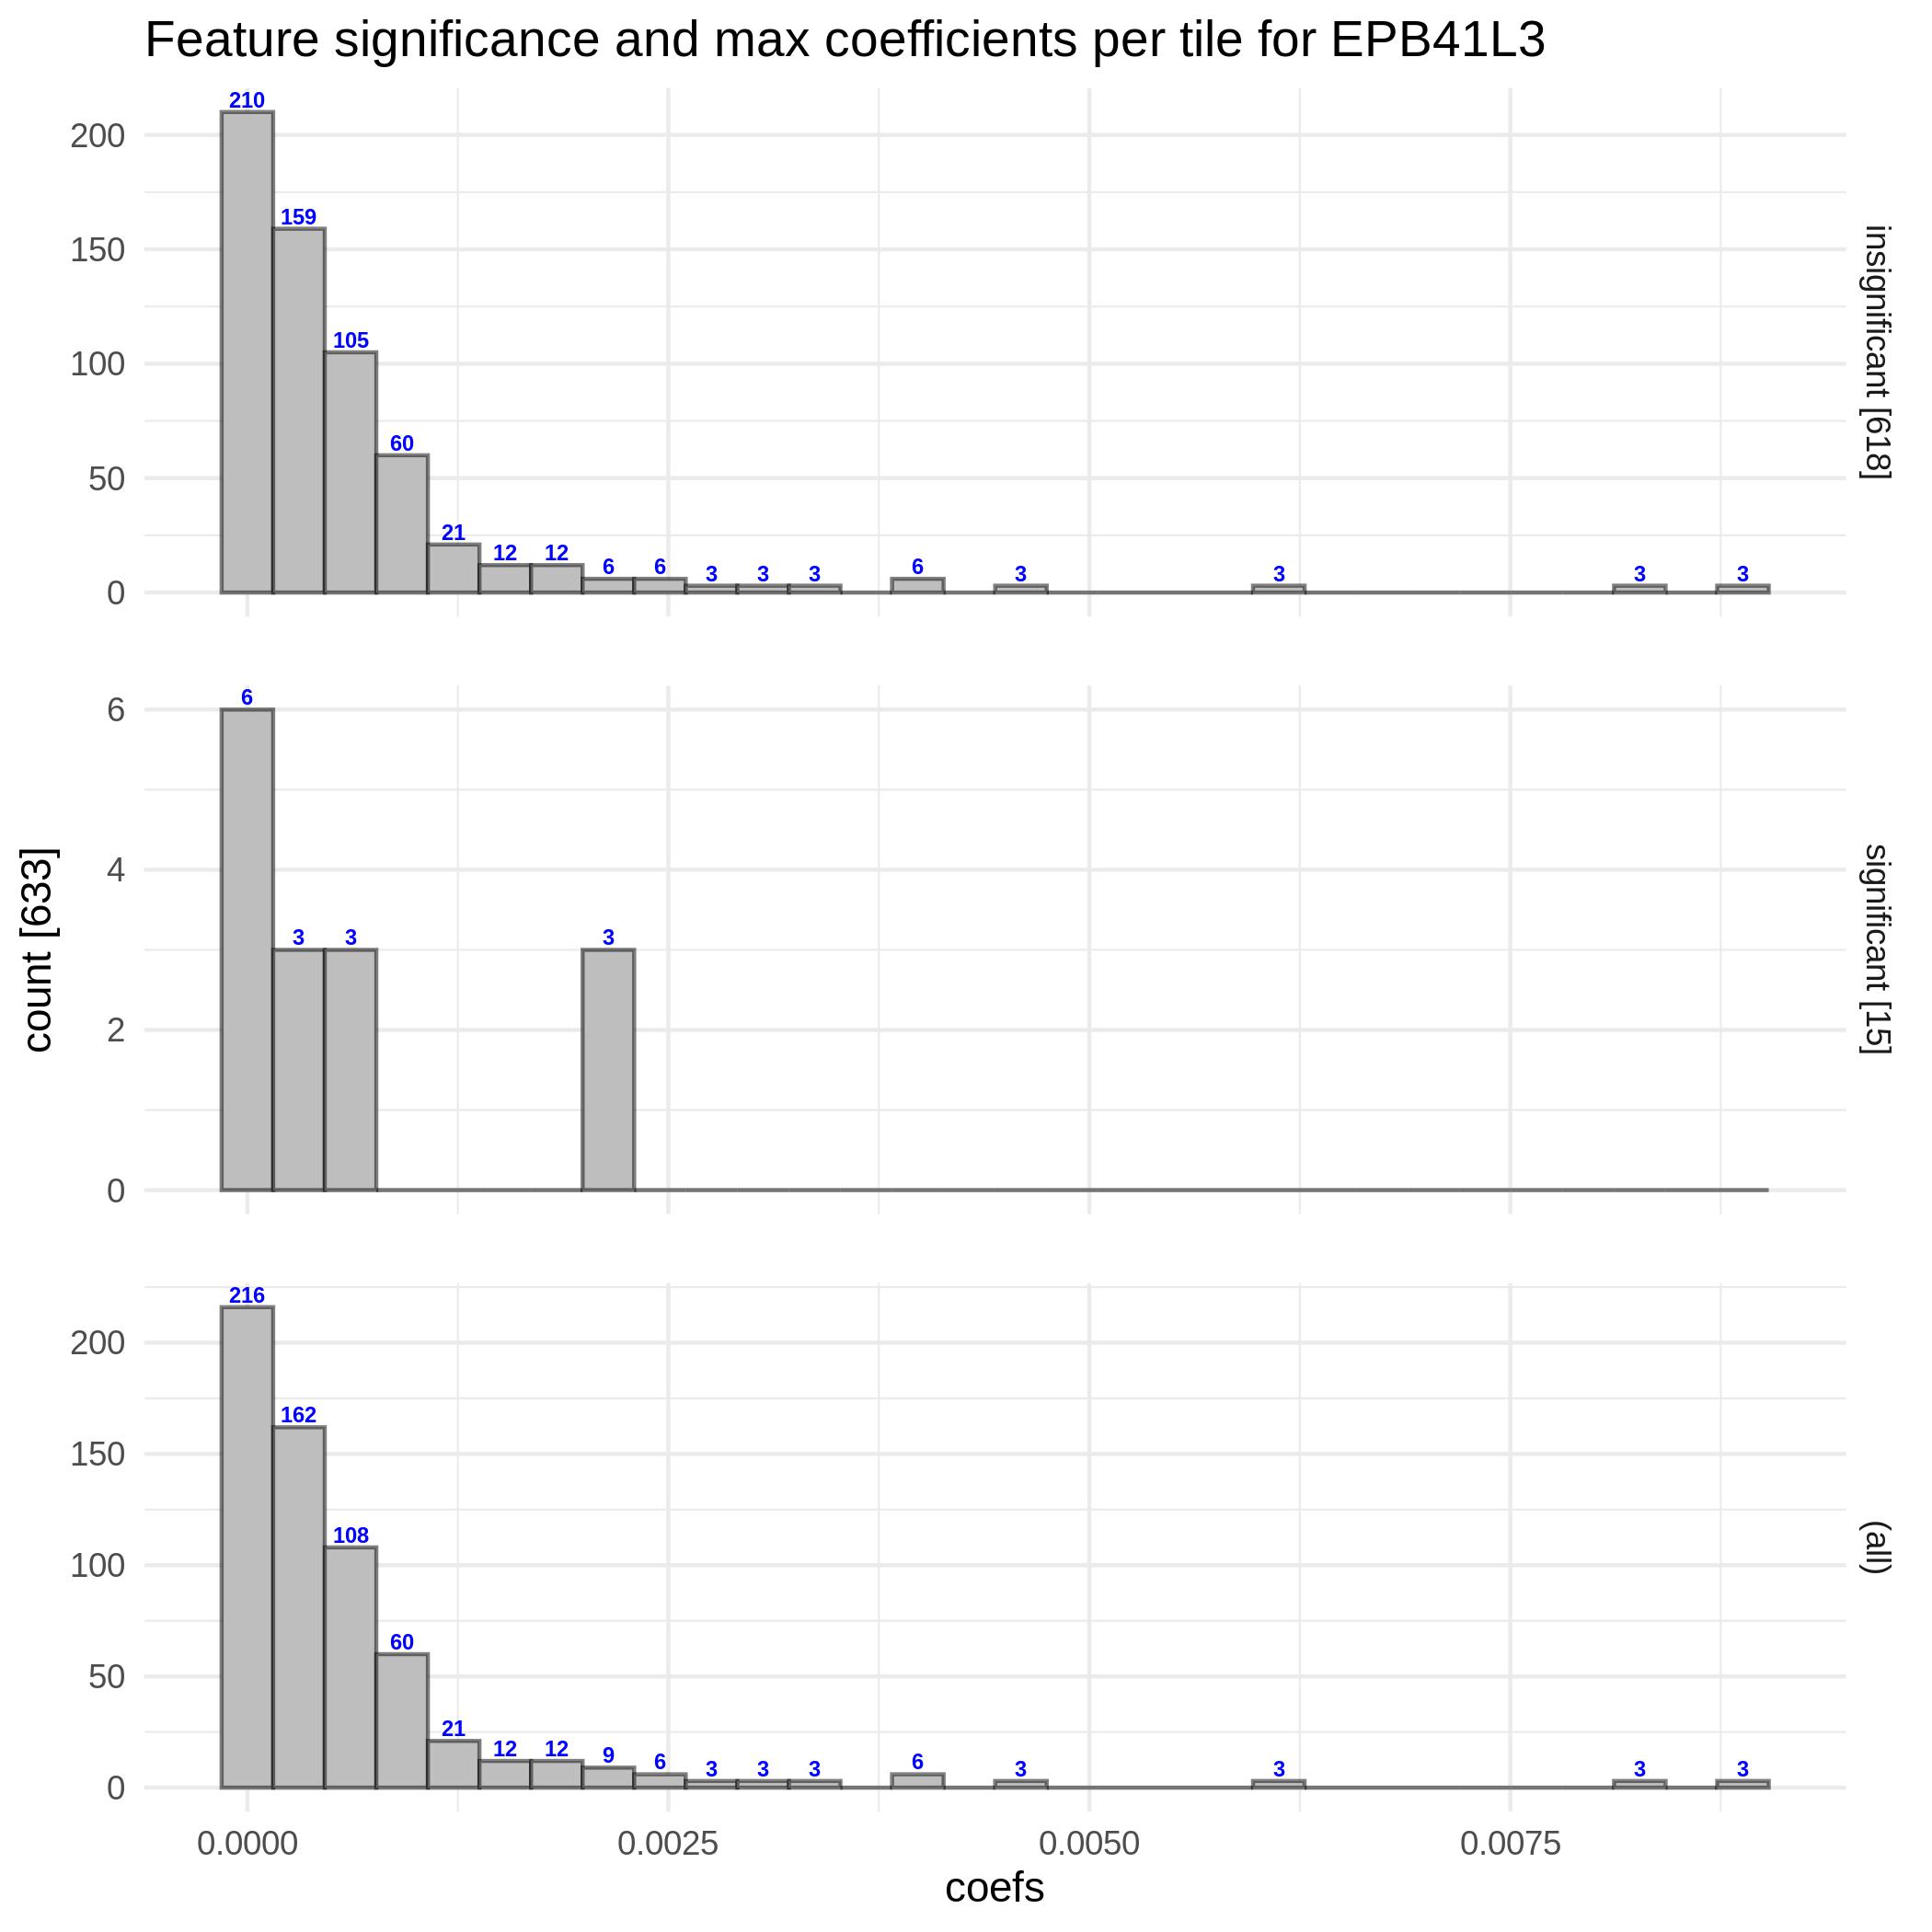 Feature significance and max coefficients per tile for EPB41L3
210
200
159
150
105
100
60
50
21
12 12 6 6 3 3 3 6 3 3 3 3
0
insignificant [618]
6
6
4
3 3 3
2
0
significant [15]
count [633]
216
200
162
150
108
100
60
50
21
12 12 9 6 3 3 3 6 3 3 3 3
0
(all)
0.0000 0.0025 0.0050 0.0075
coefs